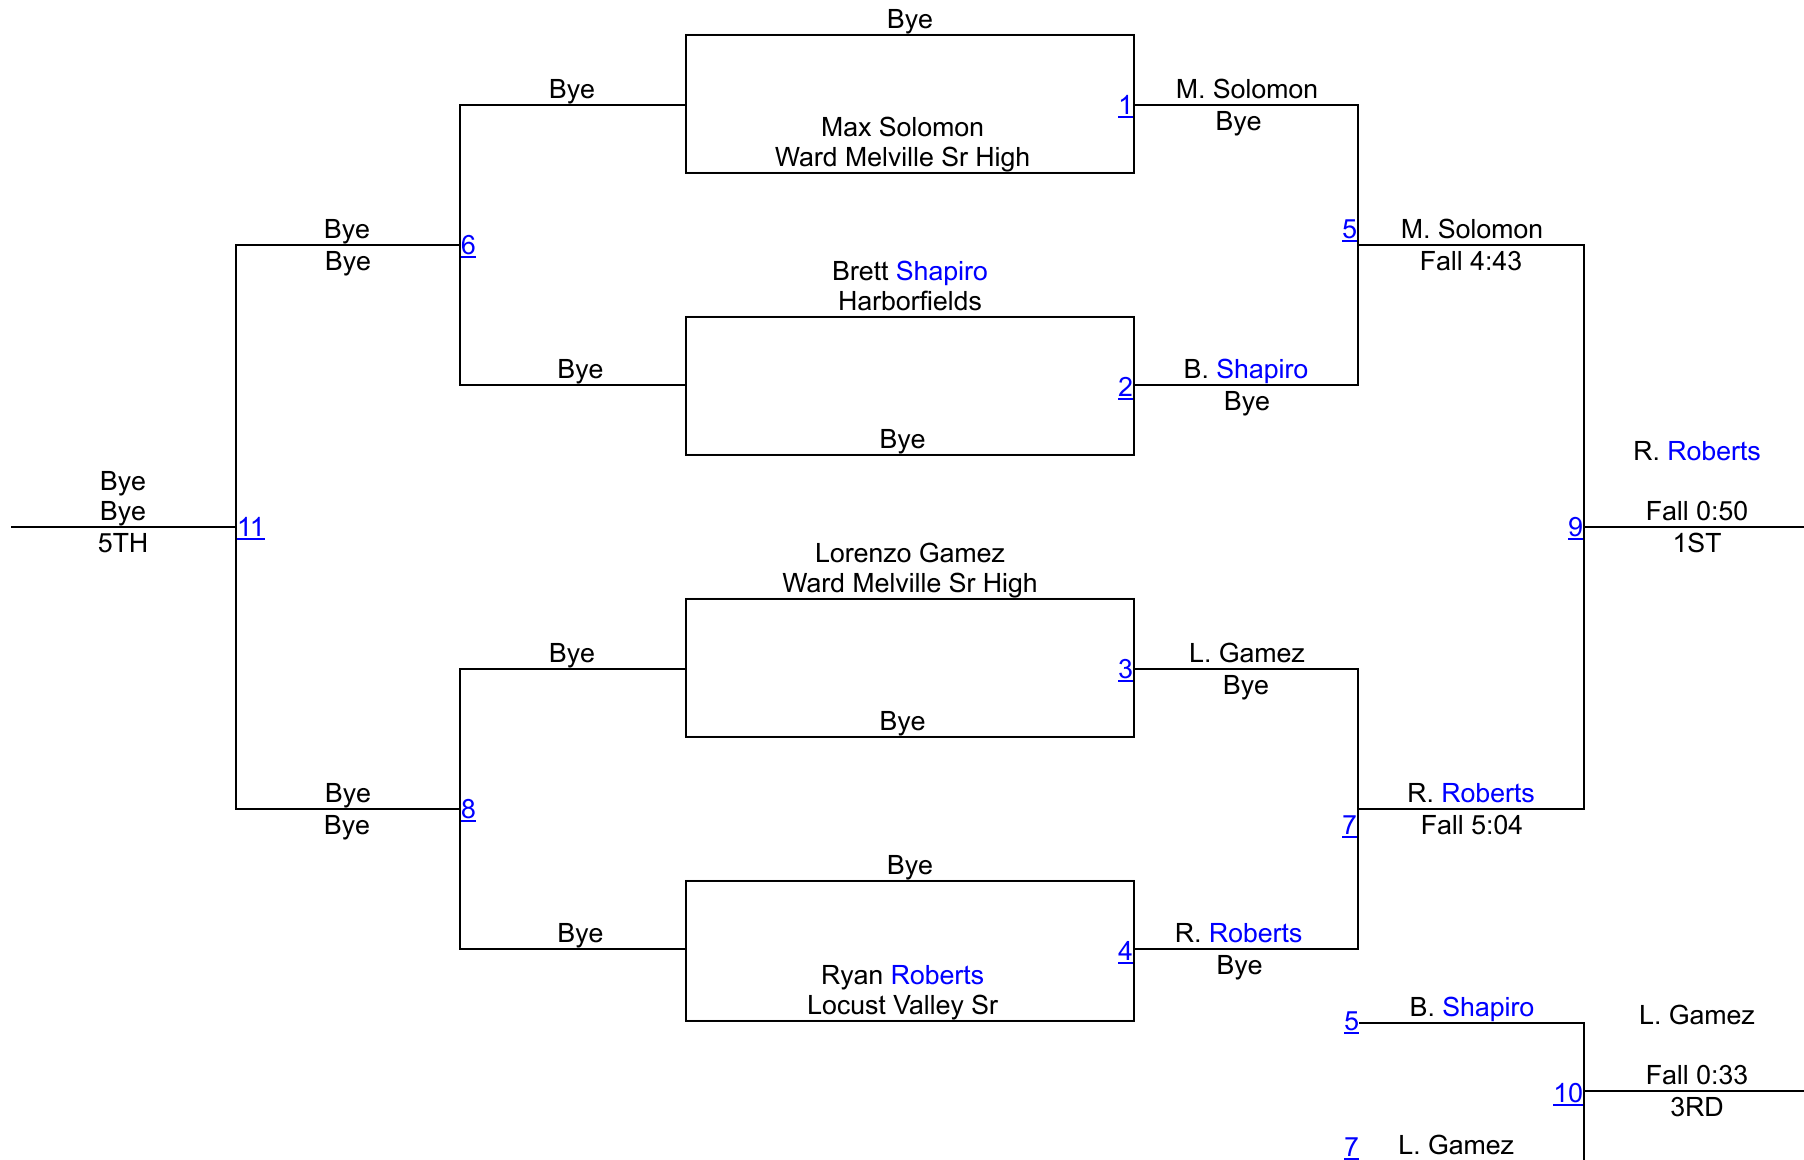 Bye
Bye
M. Solomon
1
Max Solomon
Bye
Ward Melville Sr High
Bye
6
Bye
5
M. Solomon
Fall 4:43
Brett Shapiro
Harborfields
Bye
2
B. Shapiro
Bye
Bye
R. Roberts
Bye
Bye
11
5TH
9
Fall 0:50
1ST
Lorenzo Gamez
Ward Melville Sr High
Bye
3
L. Gamez
Bye
Bye
Bye
8
Bye
7
R. Roberts
Fall 5:04
Bye
Bye
4
R. Roberts
Bye
Ryan Roberts
Locust Valley Sr
5
B. Shapiro
L. Gamez
10
Fall 0:33
3RD
7
L. Gamez